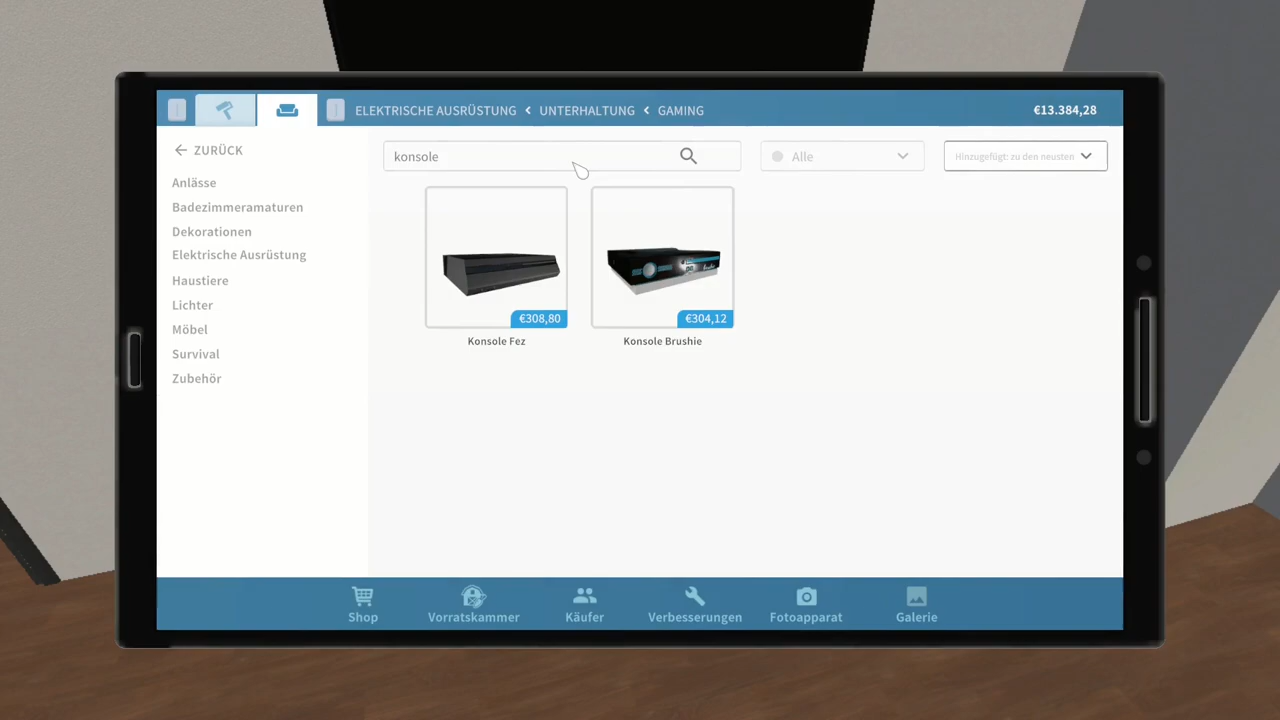 ELEKTRISCHE AUSRÜSTUNG < UNTERHALTUNG < GAMING
€13.384,28
← ZURÜCK
konsole
Alle
Hinzugefügt: zu den neusten
Anlässe
Badezimmeramaturen
Dekorationen
Elektrische Ausrüstung
Haustiere
Lichter
Möbel
Survival
Zubehör
€308,80
Konsole Fez
€304,12
Konsole Brushie
Shop
Vorratskammer
Käufer
Verbesserungen
Fotoapparat
Galerie